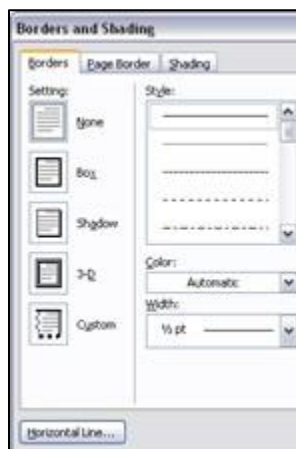 Borders and Shading
Borders Page Border Shading
Setting:
None
Box
Shadow
3-D
Custom
Style:
Color:
Automatic
Width:
½ pt
Horizontal Line...